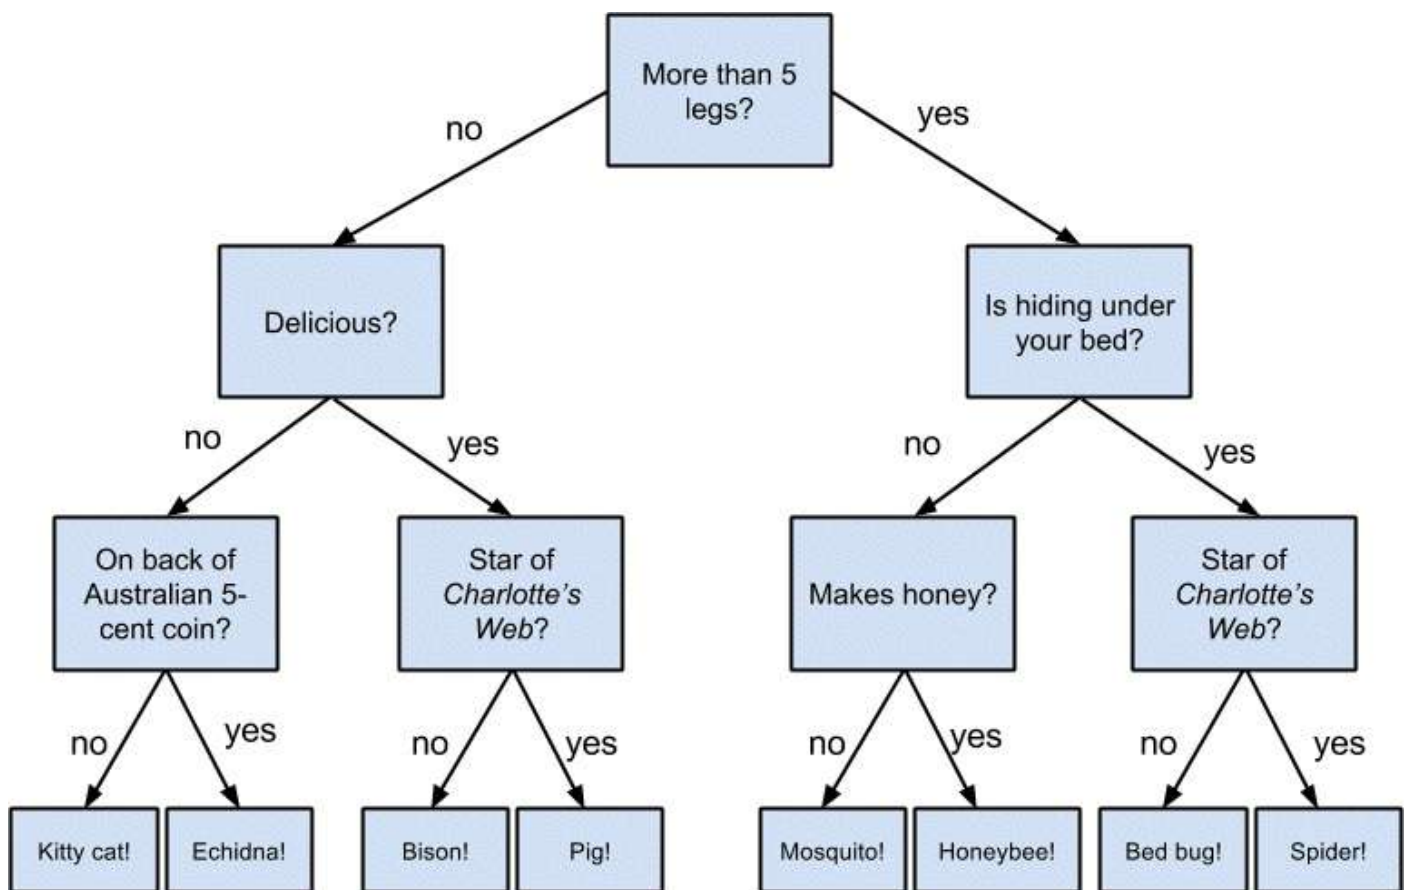 More than 5
legs?
no
yes
Delicious?
Is hiding under
your bed?
no
yes
no
yes
On back of
Australian 5-
cent coin?
Star of
Charlotte's
Web?
Makes honey?
Star of
Charlotte's
Web?
no
yes
no
yes
no
yes
no
yes
Kitty cat!
Echidna!
Bison!
Pig!
Mosquito!
Honeybee!
Bed bug!
Spider!